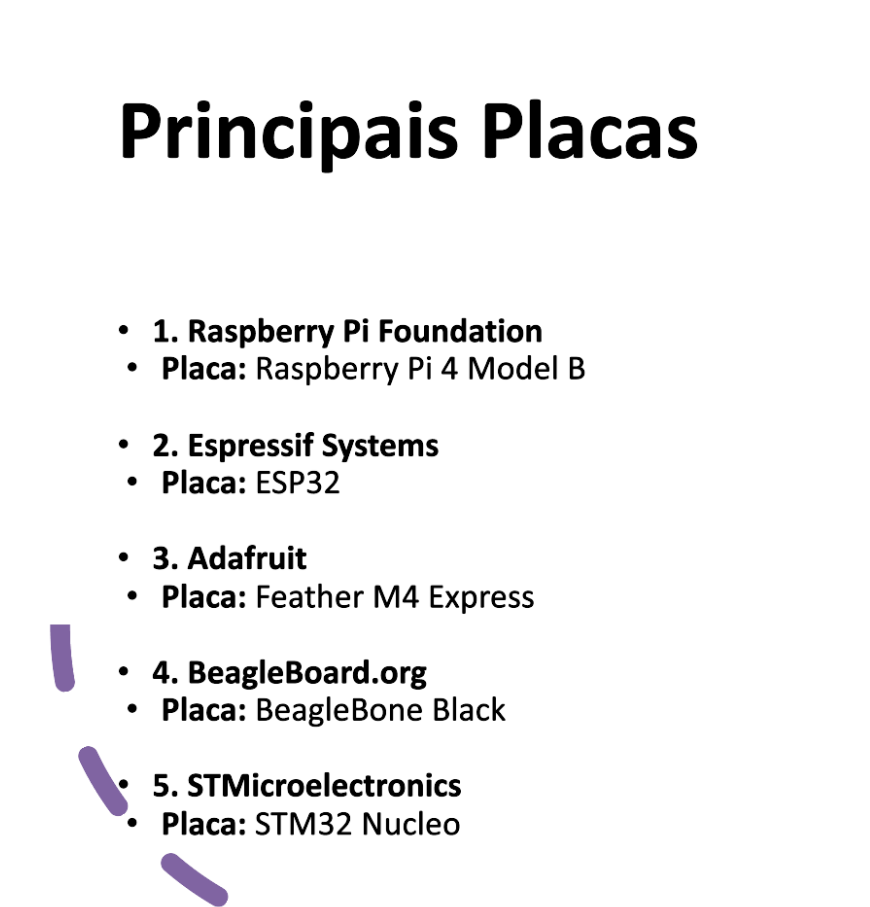 Principais Placas
• 1. Raspberry Pi Foundation
• Placa: Raspberry Pi 4 Model B
• 2. Espressif Systems
• Placa: ESP32
• 3. Adafruit
• Placa: Feather M4 Express
• 4. BeagleBoard.org
• Placa: BeagleBone Black
• 5. STMicroelectronics
• Placa: STM32 Nucleo